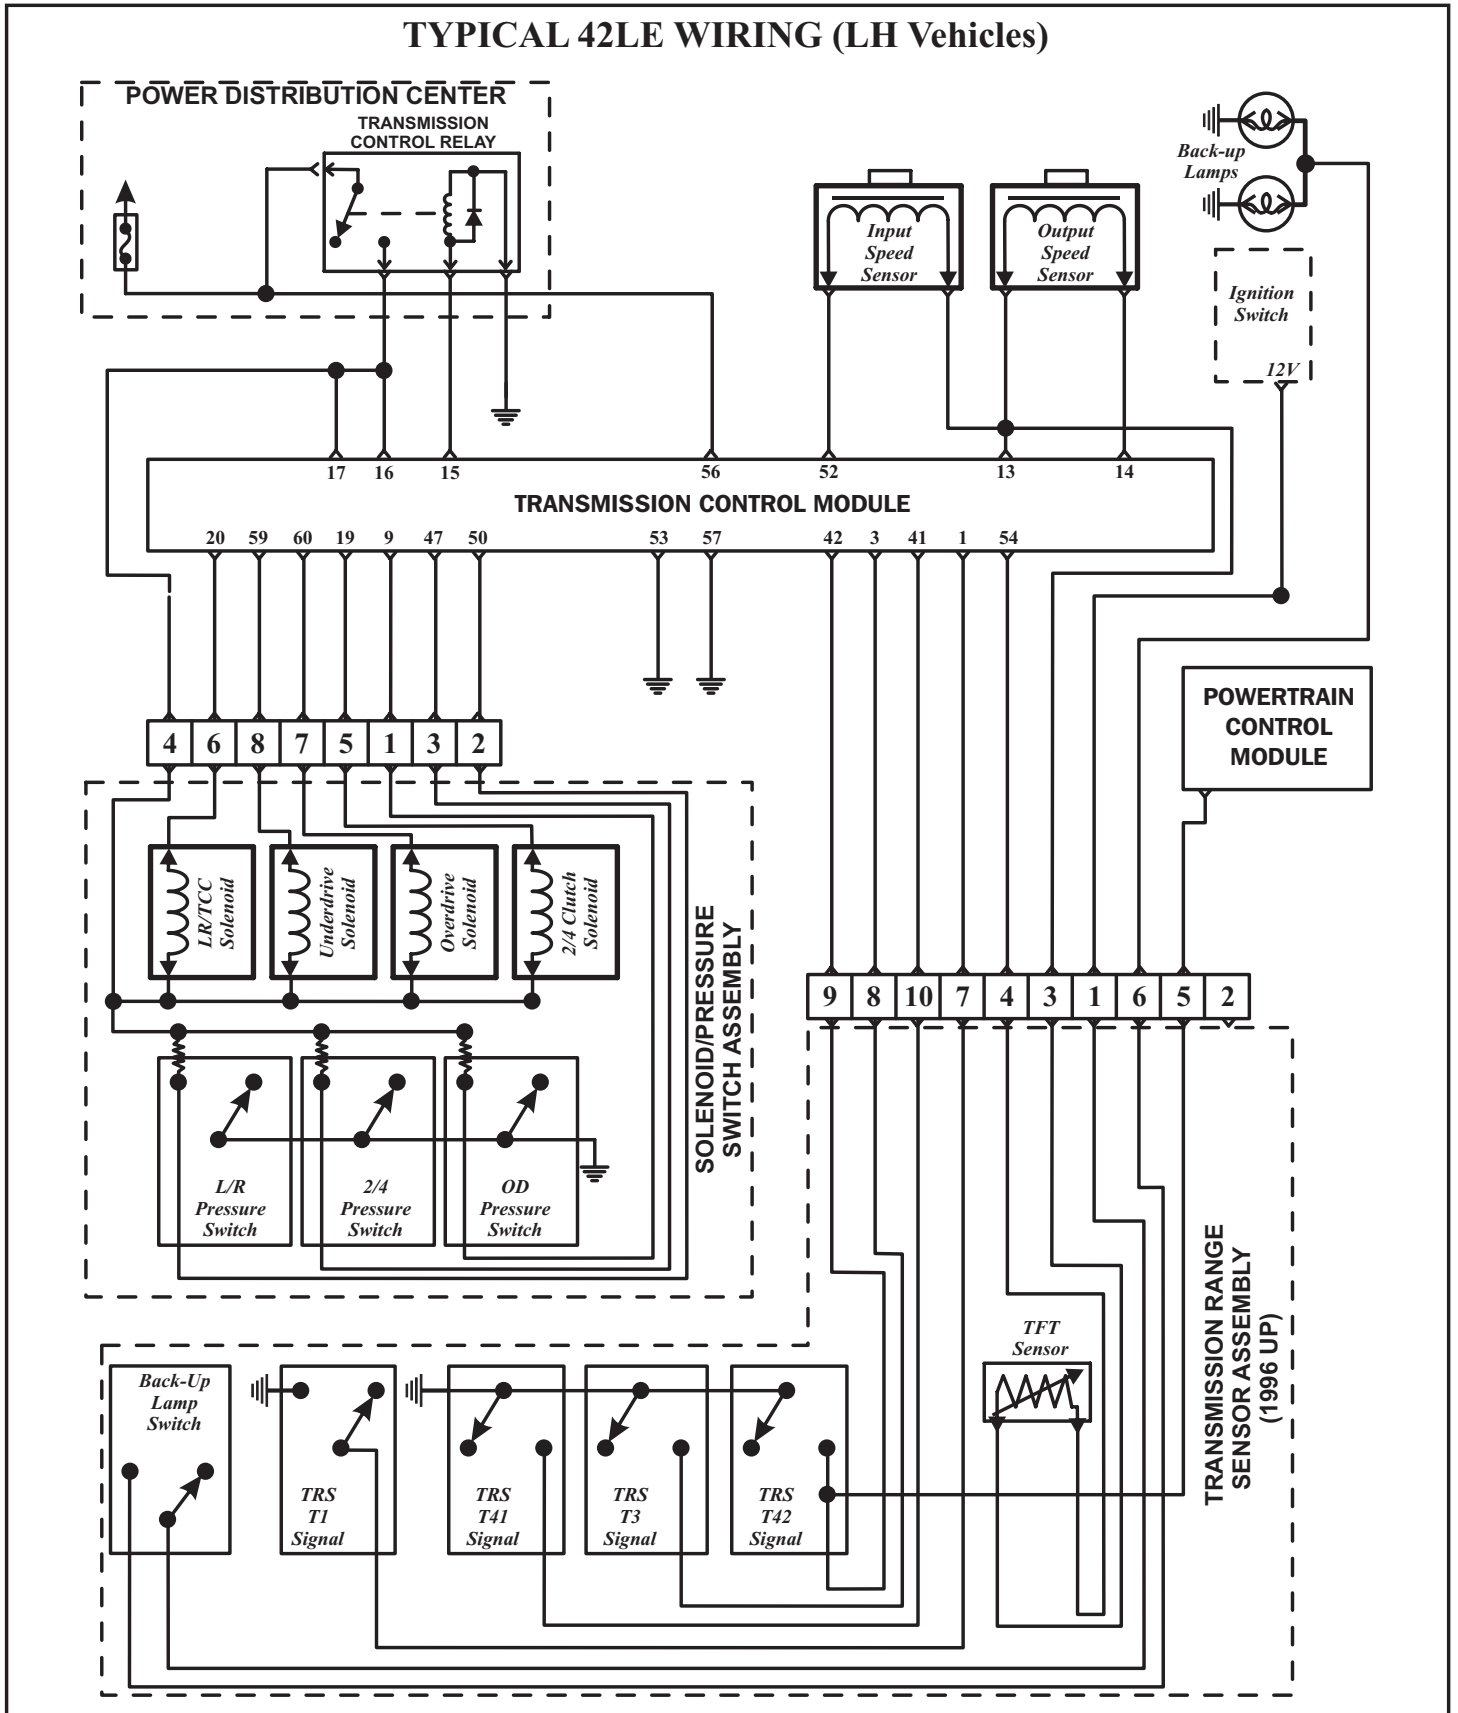 TYPICAL 42LE WIRING (LH Vehicles)
POWER DISTRIBUTION CENTER
TRANSMISSION
CONTROL RELAY
Back-up
Lamps
Input
Speed
Sensor
Output
Speed
Sensor
Ignition
Switch
12V
17 16 15 56 52 13 14
TRANSMISSION CONTROL MODULE
20 59 60 19 9 47 50 53 57 42 3 41 1 54
POWERTRAIN
CONTROL
MODULE
4 6 8 7 5 1 3 2
LR/TCC
Solenoid
Underdrive
Solenoid
Overdrive
Solenoid
2/4 Clutch
Solenoid
SOLENOID/PRESSURE
SWITCH ASSEMBLY
9 8 10 7 4 3 1 6 5 2
L/R
Pressure
Switch
2/4
Pressure
Switch
OD
Pressure
Switch
TRANSMISSION RANGE
SENSOR ASSEMBLY
(1996 UP)
TFT
Sensor
Back-Up
Lamp
Switch
TRS
T1
Signal
TRS
T41
Signal
TRS
T3
Signal
TRS
T42
Signal